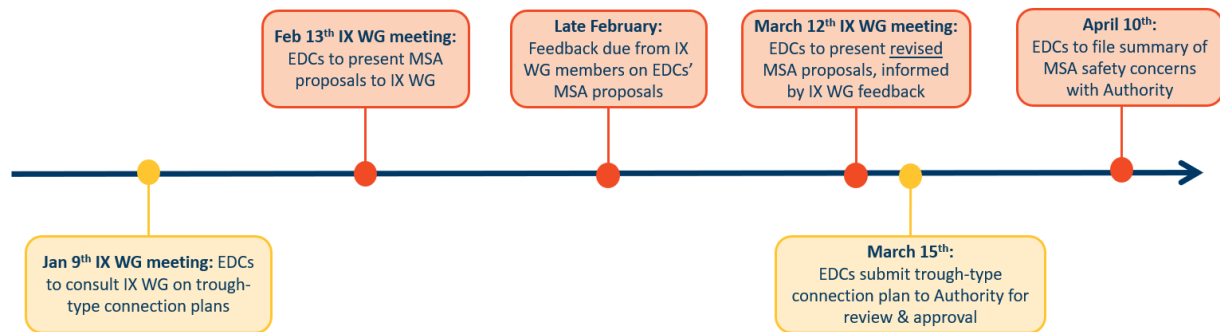 Feb 13th IX WG meeting:
EDCs to present MSA
proposals to IX WG
Late February:
Feedback due from IX
WG members on EDCs’
MSA proposals
March 12th IX WG meeting:
EDCs to present revised
MSA proposals, informed
by IX WG feedback
April 10th:
EDCs to file summary of
MSA safety concerns
with Authority
Jan 9th IX WG meeting: EDCs
to consult IX WG on trough-
type connection plans
March 15th:
EDCs submit trough-type
connection plan to Authority for
review & approval